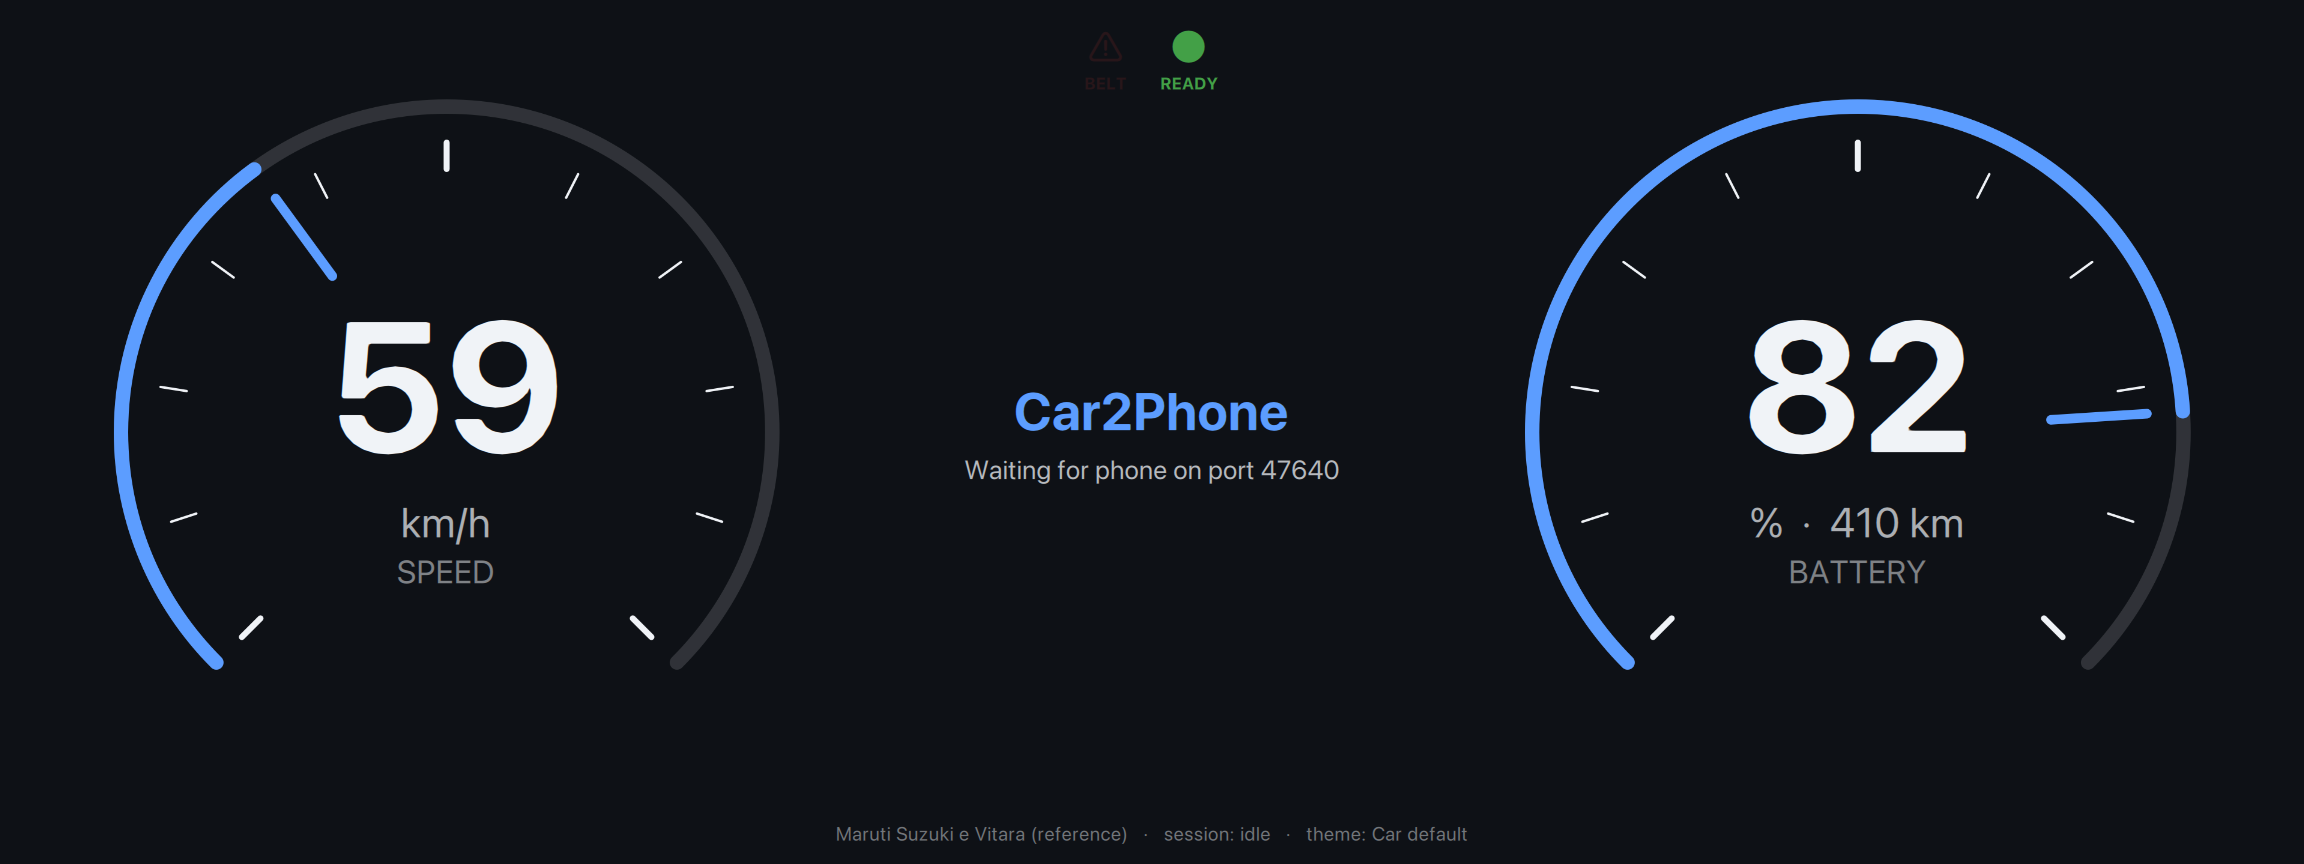 BELT
READY
59
km/h
SPEED
Car2Phone
Waiting for phone on port 47640
82
% · 410 km
BATTERY
Maruti Suzuki e Vitara (reference) · session: idle · theme: Car default